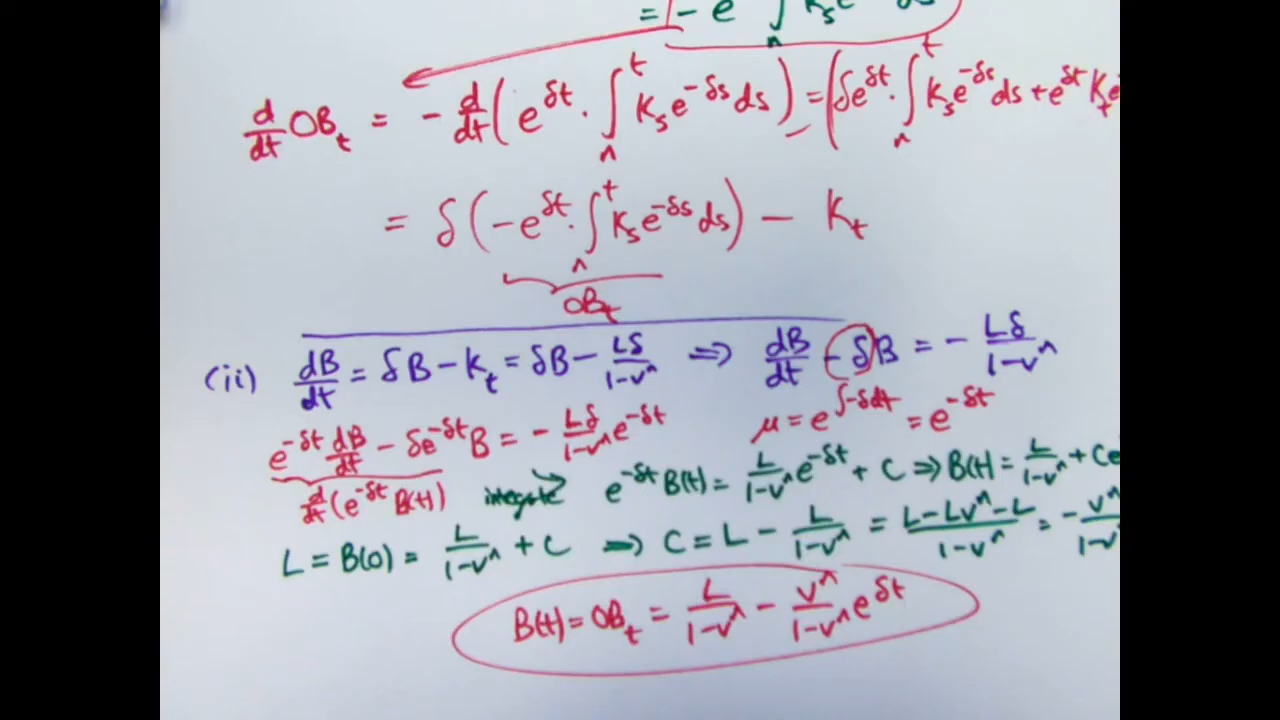 = - e ∫_n K_s e
d/dt OB_t = - d/dt ( e^{δt} · ∫_n^t K_s e^{-δs} ds ) = - ( δe^{δt} · ∫_n^t K_s e^{-δs} ds + e^{δt} K_t e
= δ ( - e^{δt} · ∫_n^t K_s e^{-δs} ds ) - K_t
OB_t
(ii) dB/dt = δB - K_t = δB - Lδ/(1-v^n) ⇒ dB/dt - δB = - Lδ/(1-v^n)
e^{-δt} dB/dt - δe^{-δt} B = - Lδ/(1-v^n) e^{-δt} μ = e^{∫-δdt} = e^{-δt}
d/dt (e^{-δt} B(t)) integrate → e^{-δt} B(t) = L/(1-v^n) e^{-δt} + C ⇒ B(t) = L/(1-v^n) + Ce
L = B(0) = L/(1-v^n) + C ⇒ C = L - L/(1-v^n) = (L-Lv^n-L)/(1-v^n) = - v^n/(1-v^n)
B(t) = OB_t = L/(1-v^n) - v^n/(1-v^n) e^{δt}